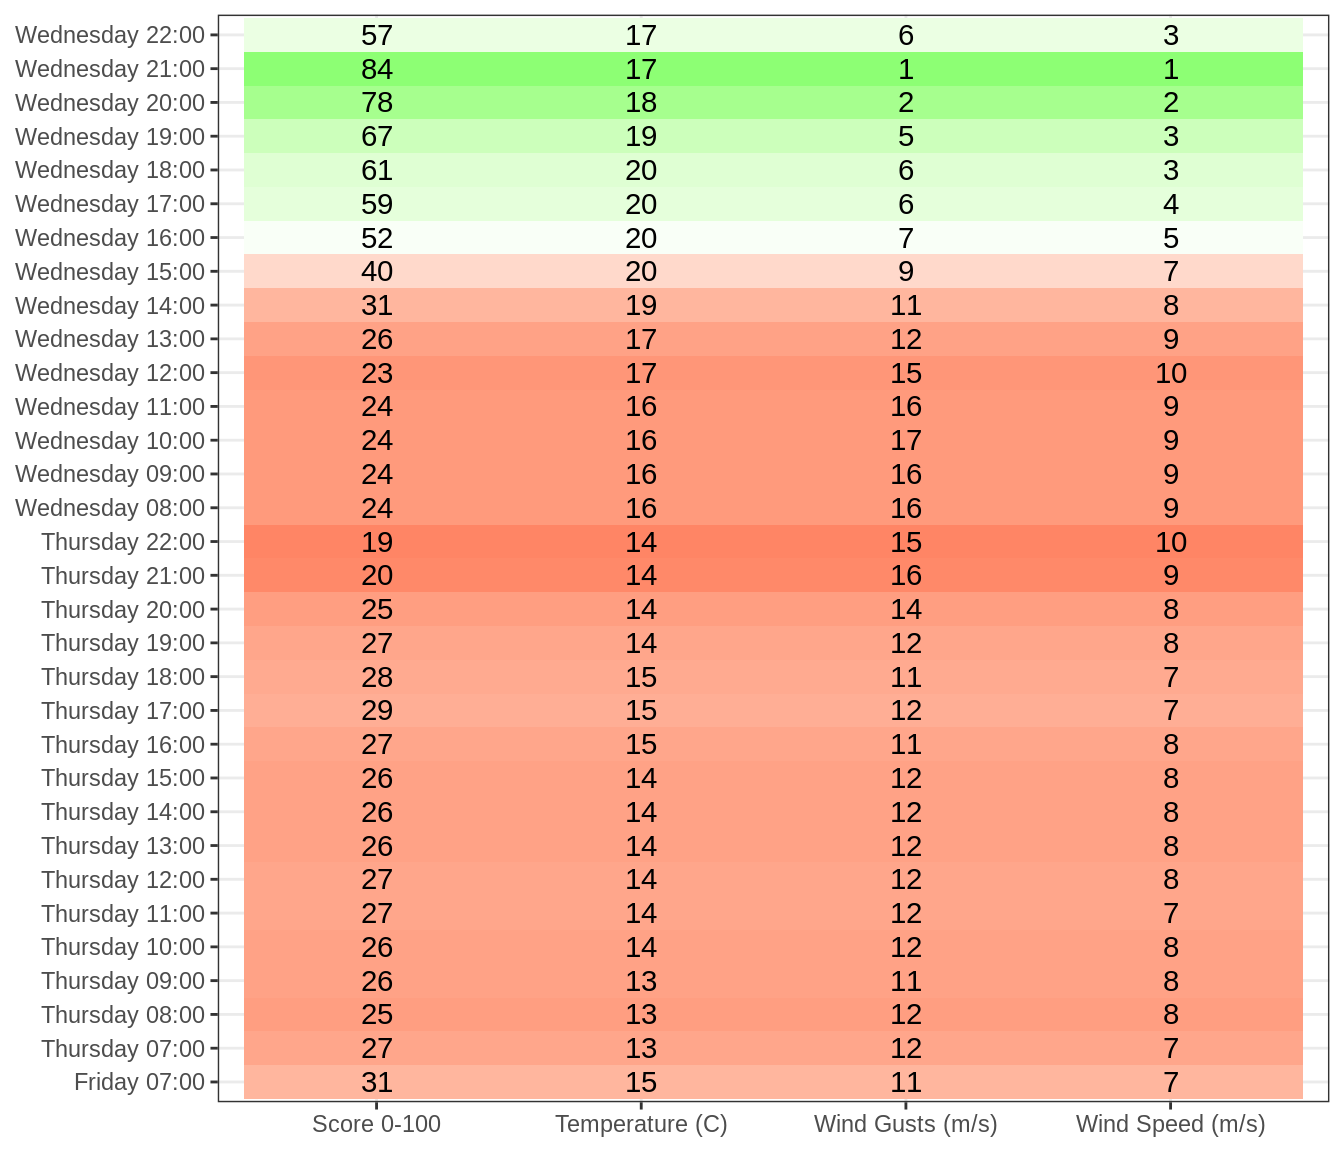 Wednesday 22:00 57 17 6 3
Wednesday 21:00 84 17 1 1
Wednesday 20:00 78 18 2 2
Wednesday 19:00 67 19 5 3
Wednesday 18:00 61 20 6 3
Wednesday 17:00 59 20 6 4
Wednesday 16:00 52 20 7 5
Wednesday 15:00 40 20 9 7
Wednesday 14:00 31 19 11 8
Wednesday 13:00 26 17 12 9
Wednesday 12:00 23 17 15 10
Wednesday 11:00 24 16 16 9
Wednesday 10:00 24 16 17 9
Wednesday 09:00 24 16 16 9
Wednesday 08:00 24 16 16 9
Thursday 22:00 19 14 15 10
Thursday 21:00 20 14 16 9
Thursday 20:00 25 14 14 8
Thursday 19:00 27 14 12 8
Thursday 18:00 28 15 11 7
Thursday 17:00 29 15 12 7
Thursday 16:00 27 15 11 8
Thursday 15:00 26 14 12 8
Thursday 14:00 26 14 12 8
Thursday 13:00 26 14 12 8
Thursday 12:00 27 14 12 8
Thursday 11:00 27 14 12 7
Thursday 10:00 26 14 12 8
Thursday 09:00 26 13 11 8
Thursday 08:00 25 13 12 8
Thursday 07:00 27 13 12 7
Friday 07:00 31 15 11 7
Score 0-100 Temperature (C) Wind Gusts (m/s) Wind Speed (m/s)